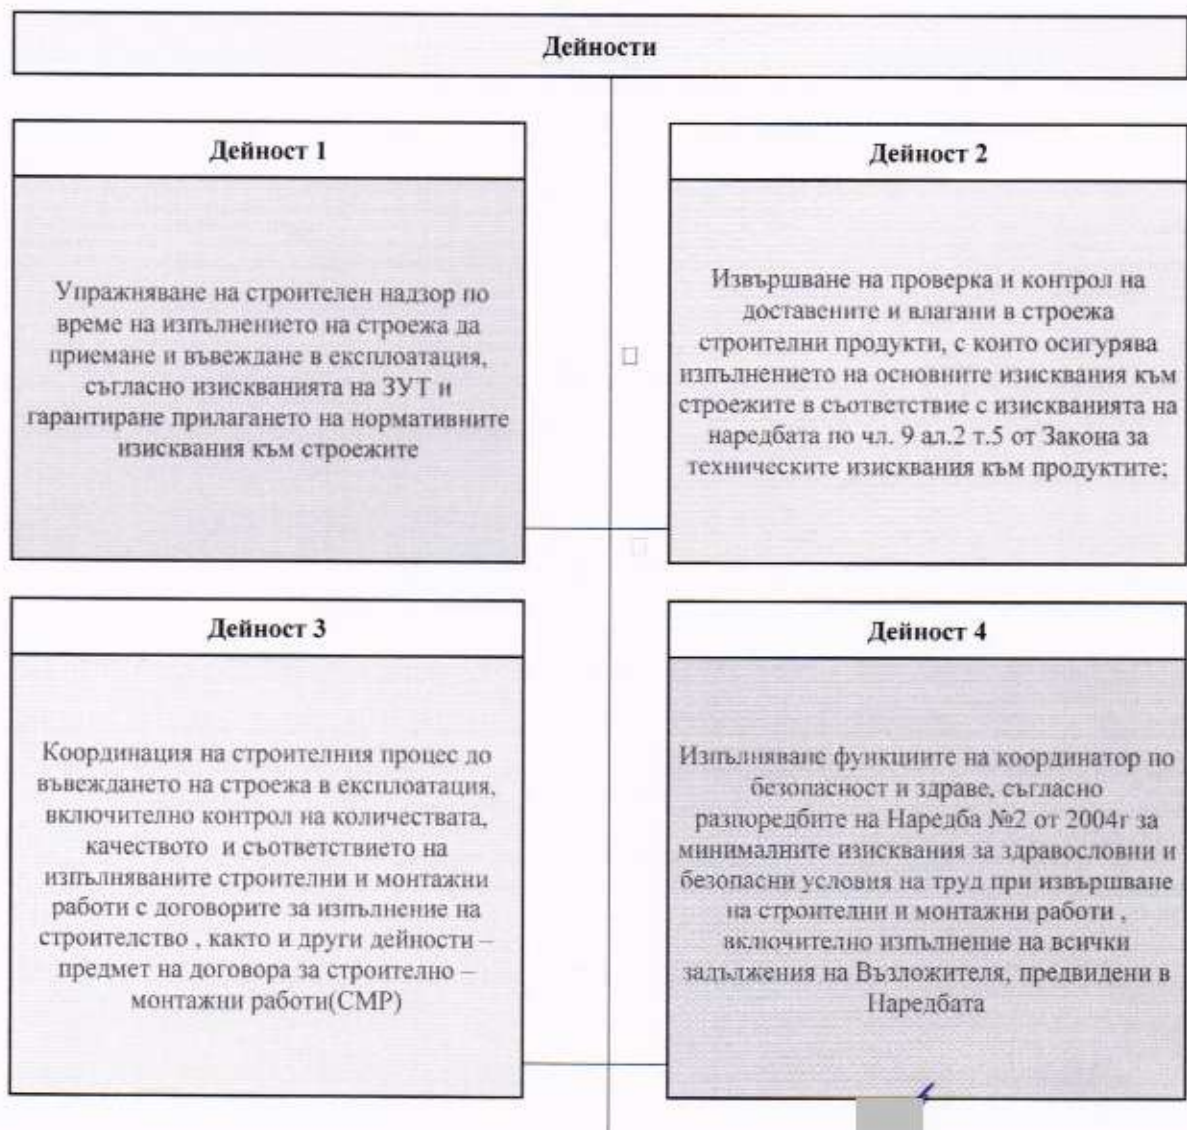 Дейности
Дейност 1
Упражняване на строителен надзор по
време на изпълнението на строежа да
приемане и въвеждане в експлоатация,
съгласно изискванията на ЗУТ и
гарантиране прилагането на нормативните
изисквания към строежите
Дейност 2
Извършване на проверка и контрол на
доставените и влагани в строежа
строителни продукти, с които осигурява
изпълнението на основните изисквания към
строежите в съответствие с изискванията на
наредбата по чл. 9 ал.2 т.5 от Закона за
техническите изисквания към продуктите;
Дейност 3
Координация на строителния процес до
въвеждането на строежа в експлоатация,
включително контрол на количествата,
качеството и съответствието на
изпълняваните строителни и монтажни
работи с договорите за изпълнение на
строителство , както и други дейности –
предмет на договора за строително –
монтажни работи(СМР)
Дейност 4
Изпълняване функциите на координатор по
безопасност и здраве, съгласно
разпоредбите на Наредба №2 от 2004г за
минималните изисквания за здравословни и
безопасни условия на труд при извършване
на строителни и монтажни работи ,
включително изпълнение на всички
задължения на Възложителя, предвидени в
Наредбата